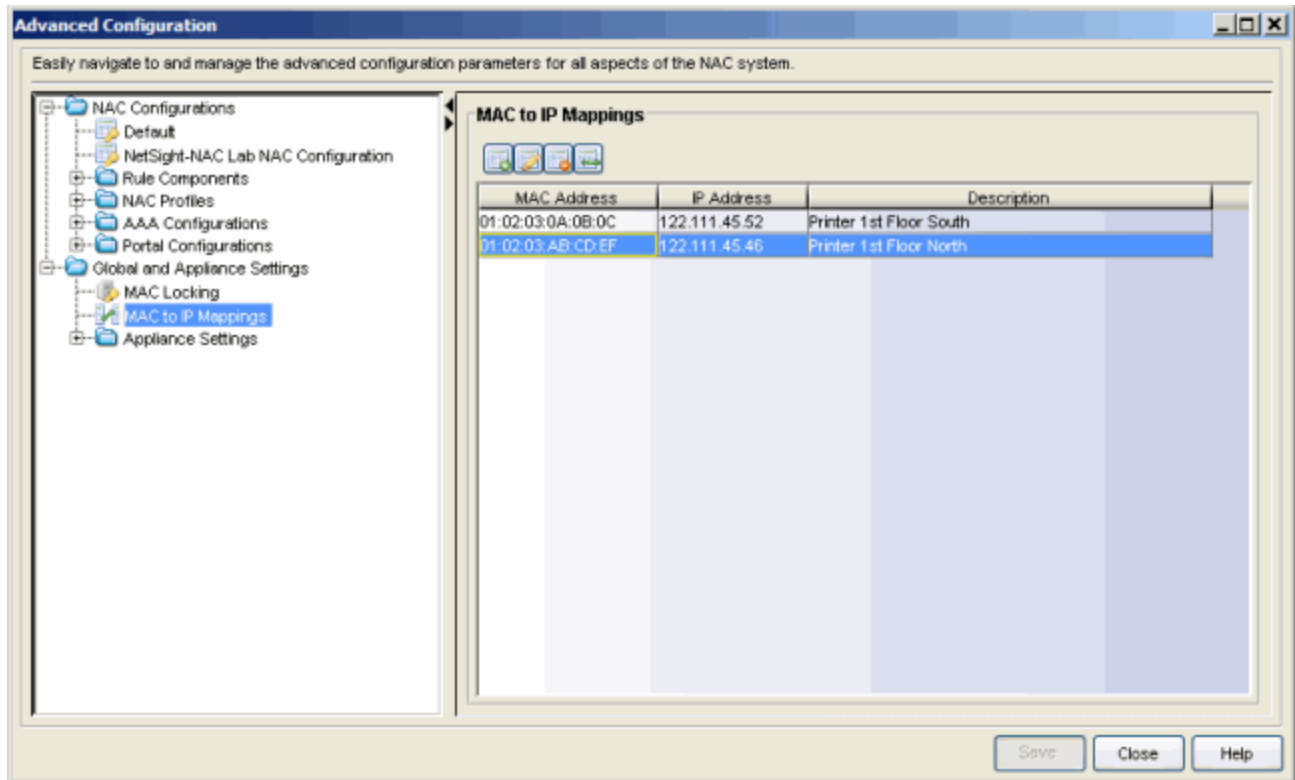 Advanced Configuration
Easily navigate to and manage the advanced configuration parameters for all aspects of the NAC system.
NAC Configurations
Default
NetSight-NAC Lab NAC Configuration
Rule Components
NAC Profiles
AAA Configurations
Portal Configurations
Global and Appliance Settings
MAC Locking
MAC to IP Mappings
Appliance Settings
MAC to IP Mappings
MAC Address IP Address Description
01:02:03:0A:0B:0C 122.111.45.52 Printer 1st Floor South
01:02:03:AB:CD:EF 122.111.45.46 Printer 1st Floor North
Save Close Help